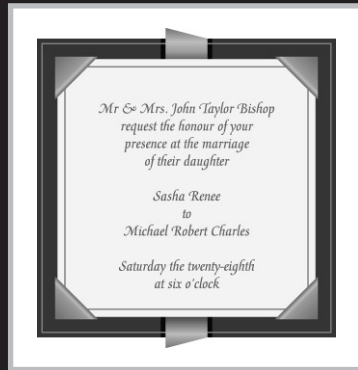 Mr & Mrs. John Taylor Bishop
request the honour of your
presence at the marriage
of their daughter
Sasha Renee
to
Michael Robert Charles
Saturday the twenty-eighth
at six o'clock